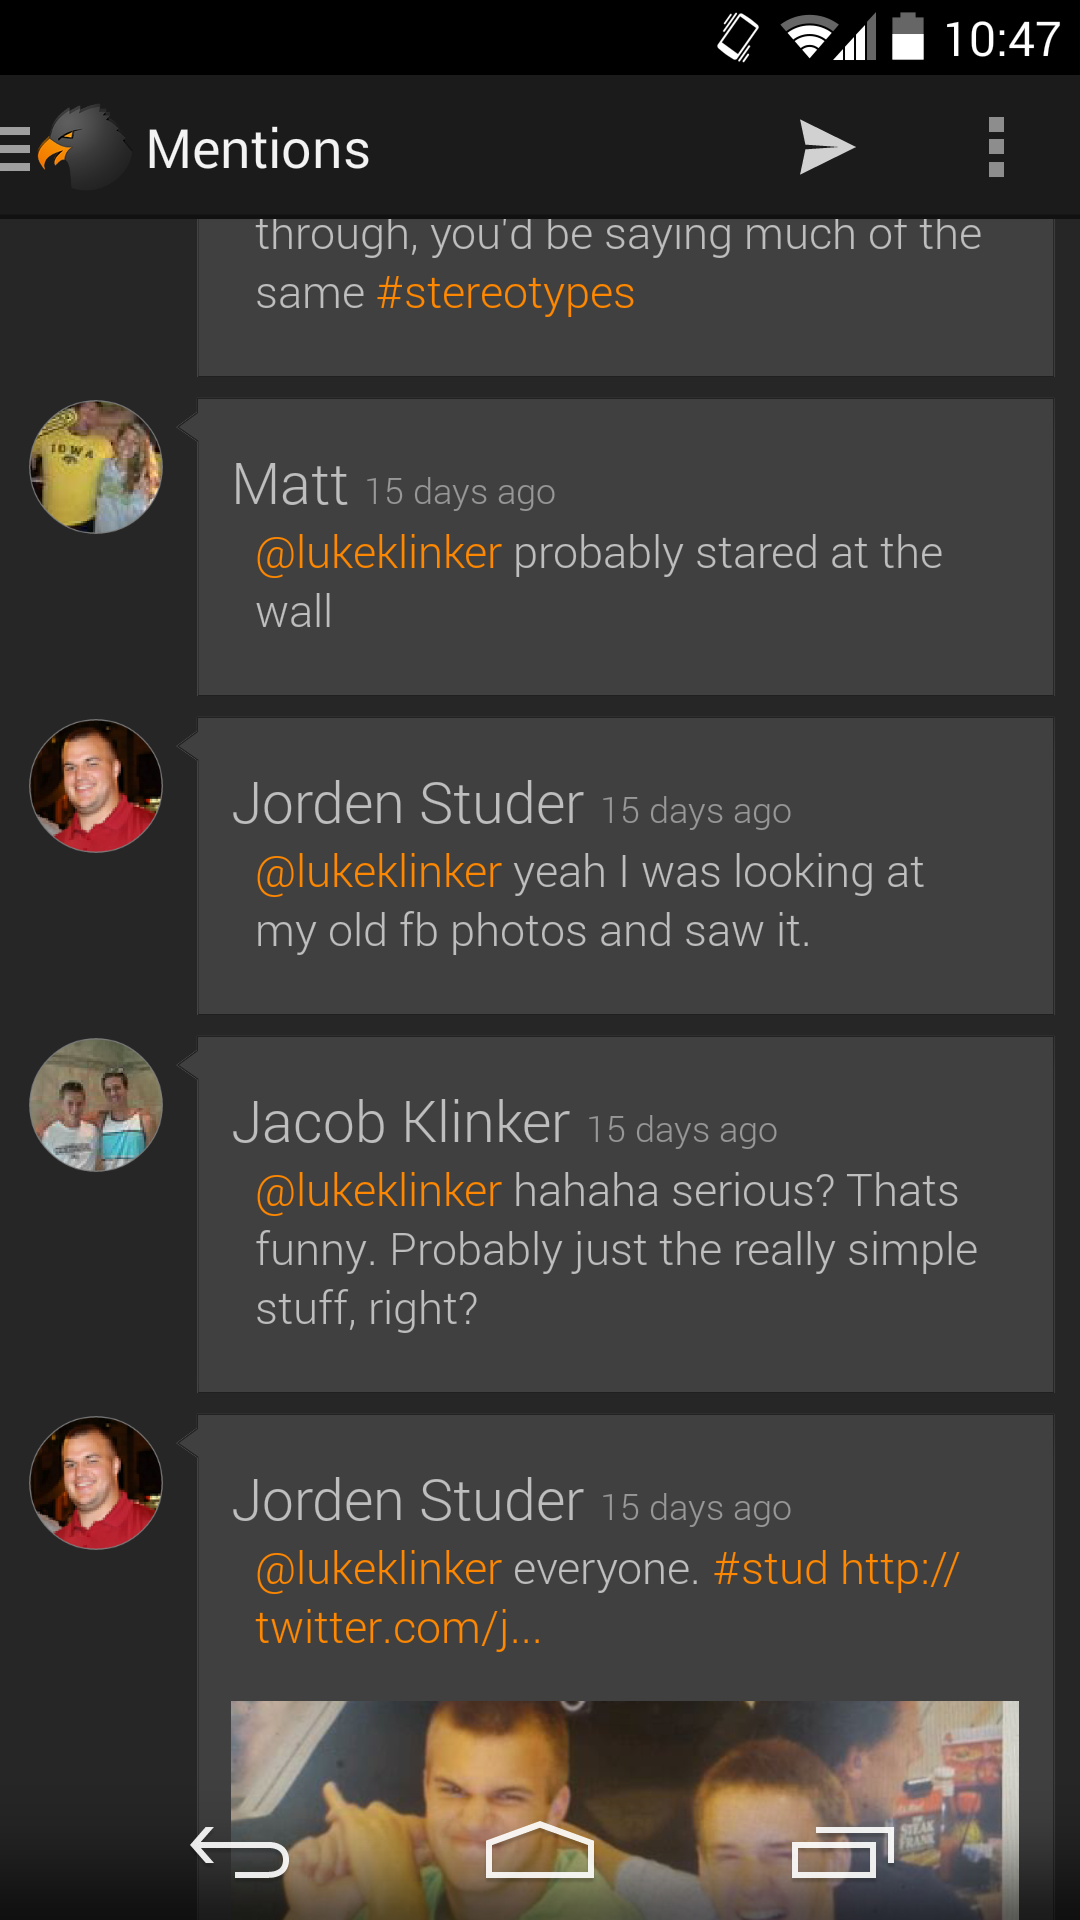 10:47
Mentions
through, you'd be saying much of the
same #stereotypes
IOWA
Matt 15 days ago
@lukeklinker probably stared at the
wall
Jorden Studer 15 days ago
@lukeklinker yeah I was looking at
my old fb photos and saw it.
Jacob Klinker 15 days ago
@lukeklinker hahaha serious? Thats
funny. Probably just the really simple
stuff, right?
Jorden Studer 15 days ago
@lukeklinker everyone. #stud http://
twitter.com/j...
STEAK
FRANK